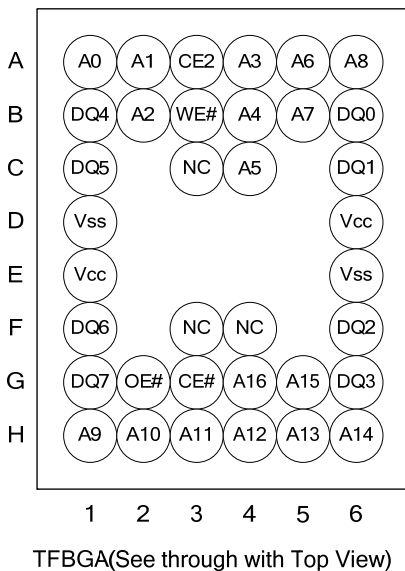 A A0 A1 CE2 A3 A6 A8
B DQ4 A2 WE# A4 A7 DQ0
C DQ5 NC A5 DQ1
D Vss Vcc
E Vcc Vss
F DQ6 NC NC DQ2
G DQ7 OE# CE# A16 A15 DQ3
H A9 A10 A11 A12 A13 A14
1 2 3 4 5 6
TFBGA(See through with Top View)